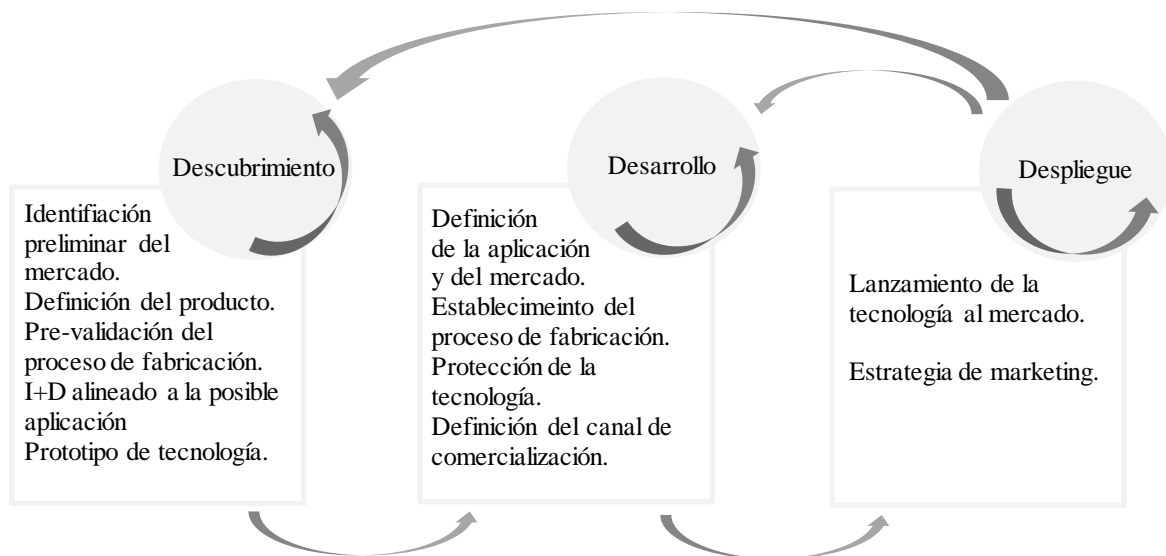 Descubrimiento
Identifiación
preliminar del
mercado.
Definición del producto.
Pre-validación del
proceso de fabricación.
I+D alineado a la posible
aplicación
Prototipo de tecnología.
Desarrollo
Definición
de la aplicación
y del mercado.
Establecimeinto del
proceso de fabricación.
Protección de la
tecnología.
Definición del canal de
comercialización.
Despliegue
Lanzamiento de la
tecnología al mercado.
Estrategia de marketing.